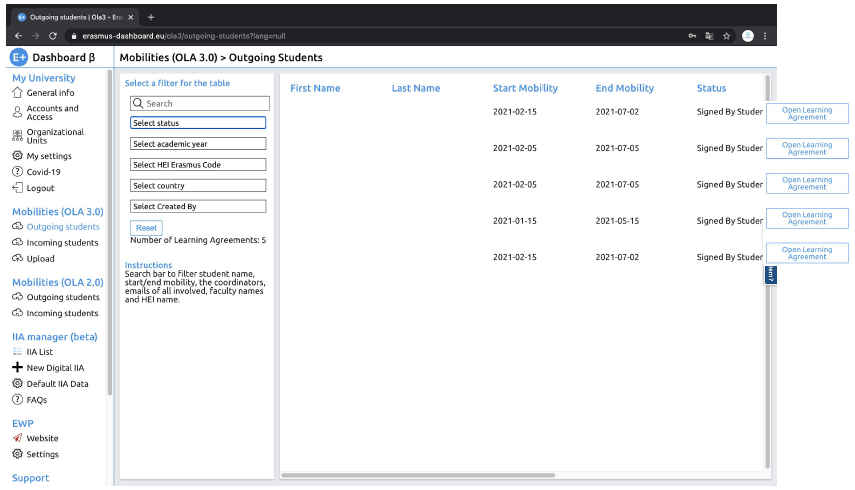 Outgoing students | Ola3 - Era
erasmus-dashboard.eu/ola3/outgoing-students?lang=null
E+ Dashboard β
Mobilities (OLA 3.0) > Outgoing Students
My University
General info
Accounts and
Access
Organizational
Units
My settings
Covid-19
Logout
Mobilities (OLA 3.0)
Outgoing students
Incoming students
Upload
Mobilities (OLA 2.0)
Outgoing students
Incoming students
IIA manager (beta)
IIA List
New Digital IIA
Default IIA Data
FAQs
EWP
Website
Settings
Support
Select a filter for the table
Search
Select status
Select academic year
Select HEI Erasmus Code
Select country
Select Created By
Reset
Number of Learning Agreements: 5
Instructions
Search bar to filter student name,
start/end mobility, the coordinators,
emails of all involved, faculty names
and HEI name.
First Name Last Name Start Mobility End Mobility Status
2021-02-15 2021-07-02 Signed By Studer
Open Learning
Agreement
2021-02-05 2021-07-05 Signed By Studer
Open Learning
Agreement
2021-02-05 2021-07-05 Signed By Studer
Open Learning
Agreement
2021-01-15 2021-05-15 Signed By Studer
Open Learning
Agreement
2021-02-15 2021-07-02 Signed By Studer
Open Learning
Agreement